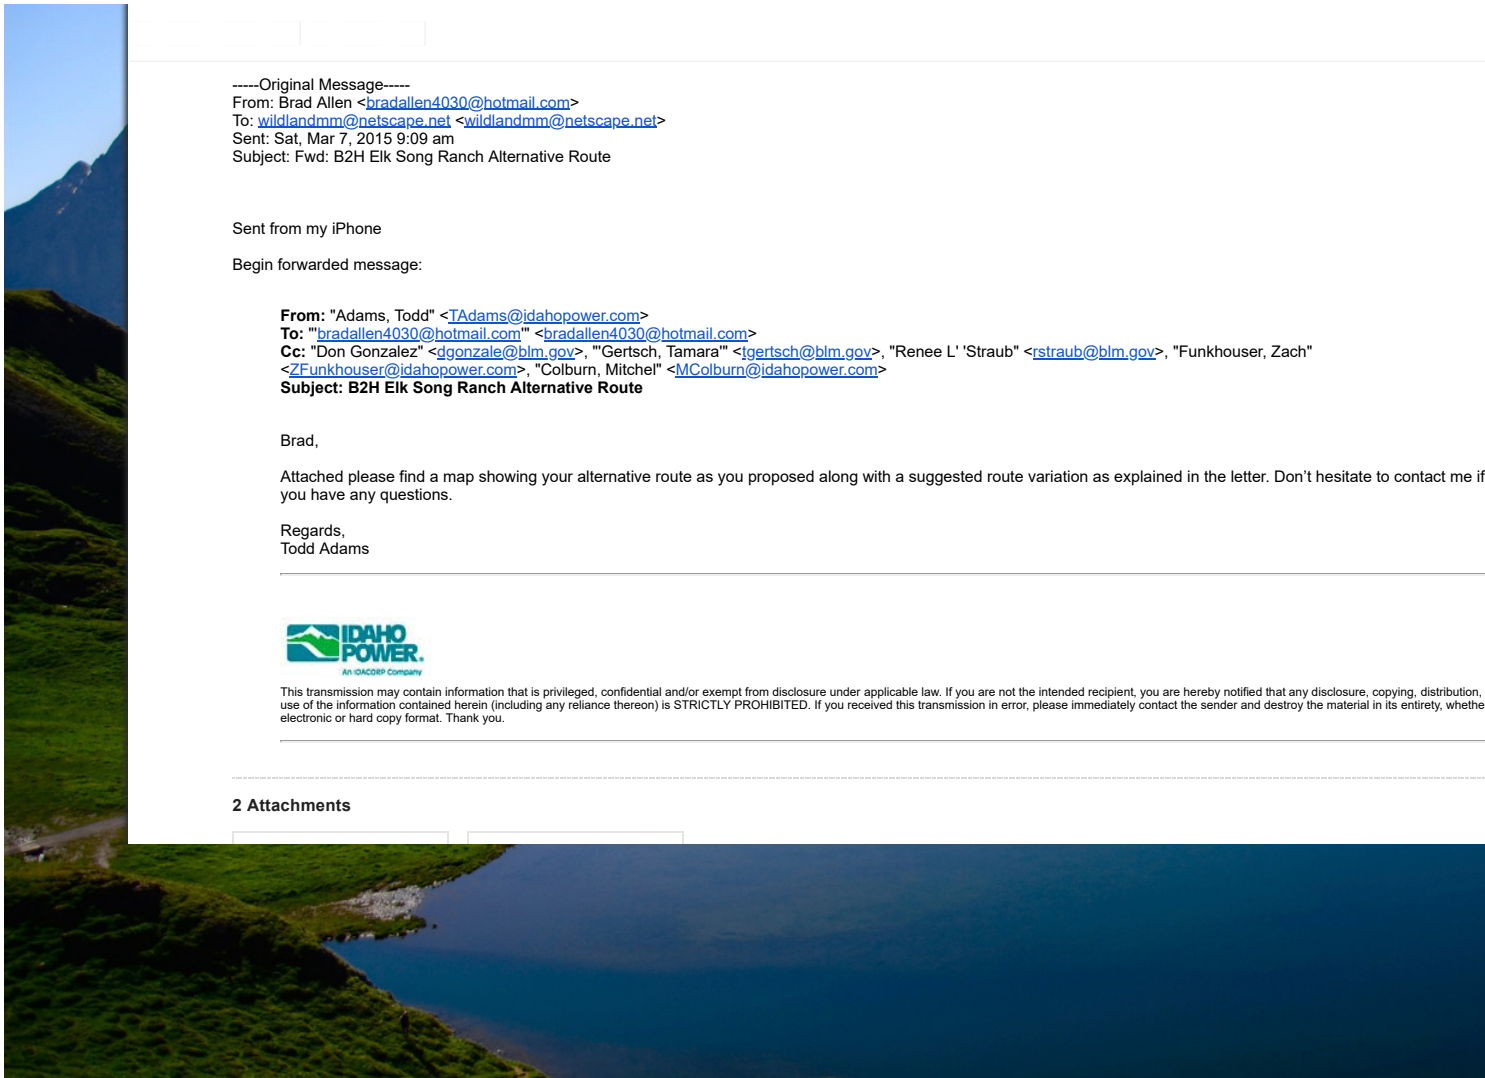 -----Original Message-----
From: Brad Allen <bradallen4030@hotmail.com>
To: wildlandmm@netscape.net <wildlandmm@netscape.net>
Sent: Sat, Mar 7, 2015 9:09 am
Subject: Fwd: B2H Elk Song Ranch Alternative Route
Sent from my iPhone
Begin forwarded message:
From: "Adams, Todd" <TAdams@idahopower.com>
To: "'bradallen4030@hotmail.com'" <bradallen4030@hotmail.com>
Cc: "Don Gonzalez" <dgonzale@blm.gov>, "'Gertsch, Tamara'" <tgertsch@blm.gov>, "Renee L' 'Straub" <rstraub@blm.gov>, "Funkhouser, Zach"
<ZFunkhouser@idahopower.com>, "Colburn, Mitchel" <MColburn@idahopower.com>
Subject: B2H Elk Song Ranch Alternative Route
Brad,
Attached please find a map showing your alternative route as you proposed along with a suggested route variation as explained in the letter. Don’t hesitate to contact me if
you have any questions.
Regards,
Todd Adams
IDAHO
POWER®
An IDACORP Company
This transmission may contain information that is privileged, confidential and/or exempt from disclosure under applicable law. If you are not the intended recipient, you are hereby notified that any disclosure, copying, distribution,
use of the information contained herein (including any reliance thereon) is STRICTLY PROHIBITED. If you received this transmission in error, please immediately contact the sender and destroy the material in its entirety, whethe
electronic or hard copy format. Thank you.
2 Attachments